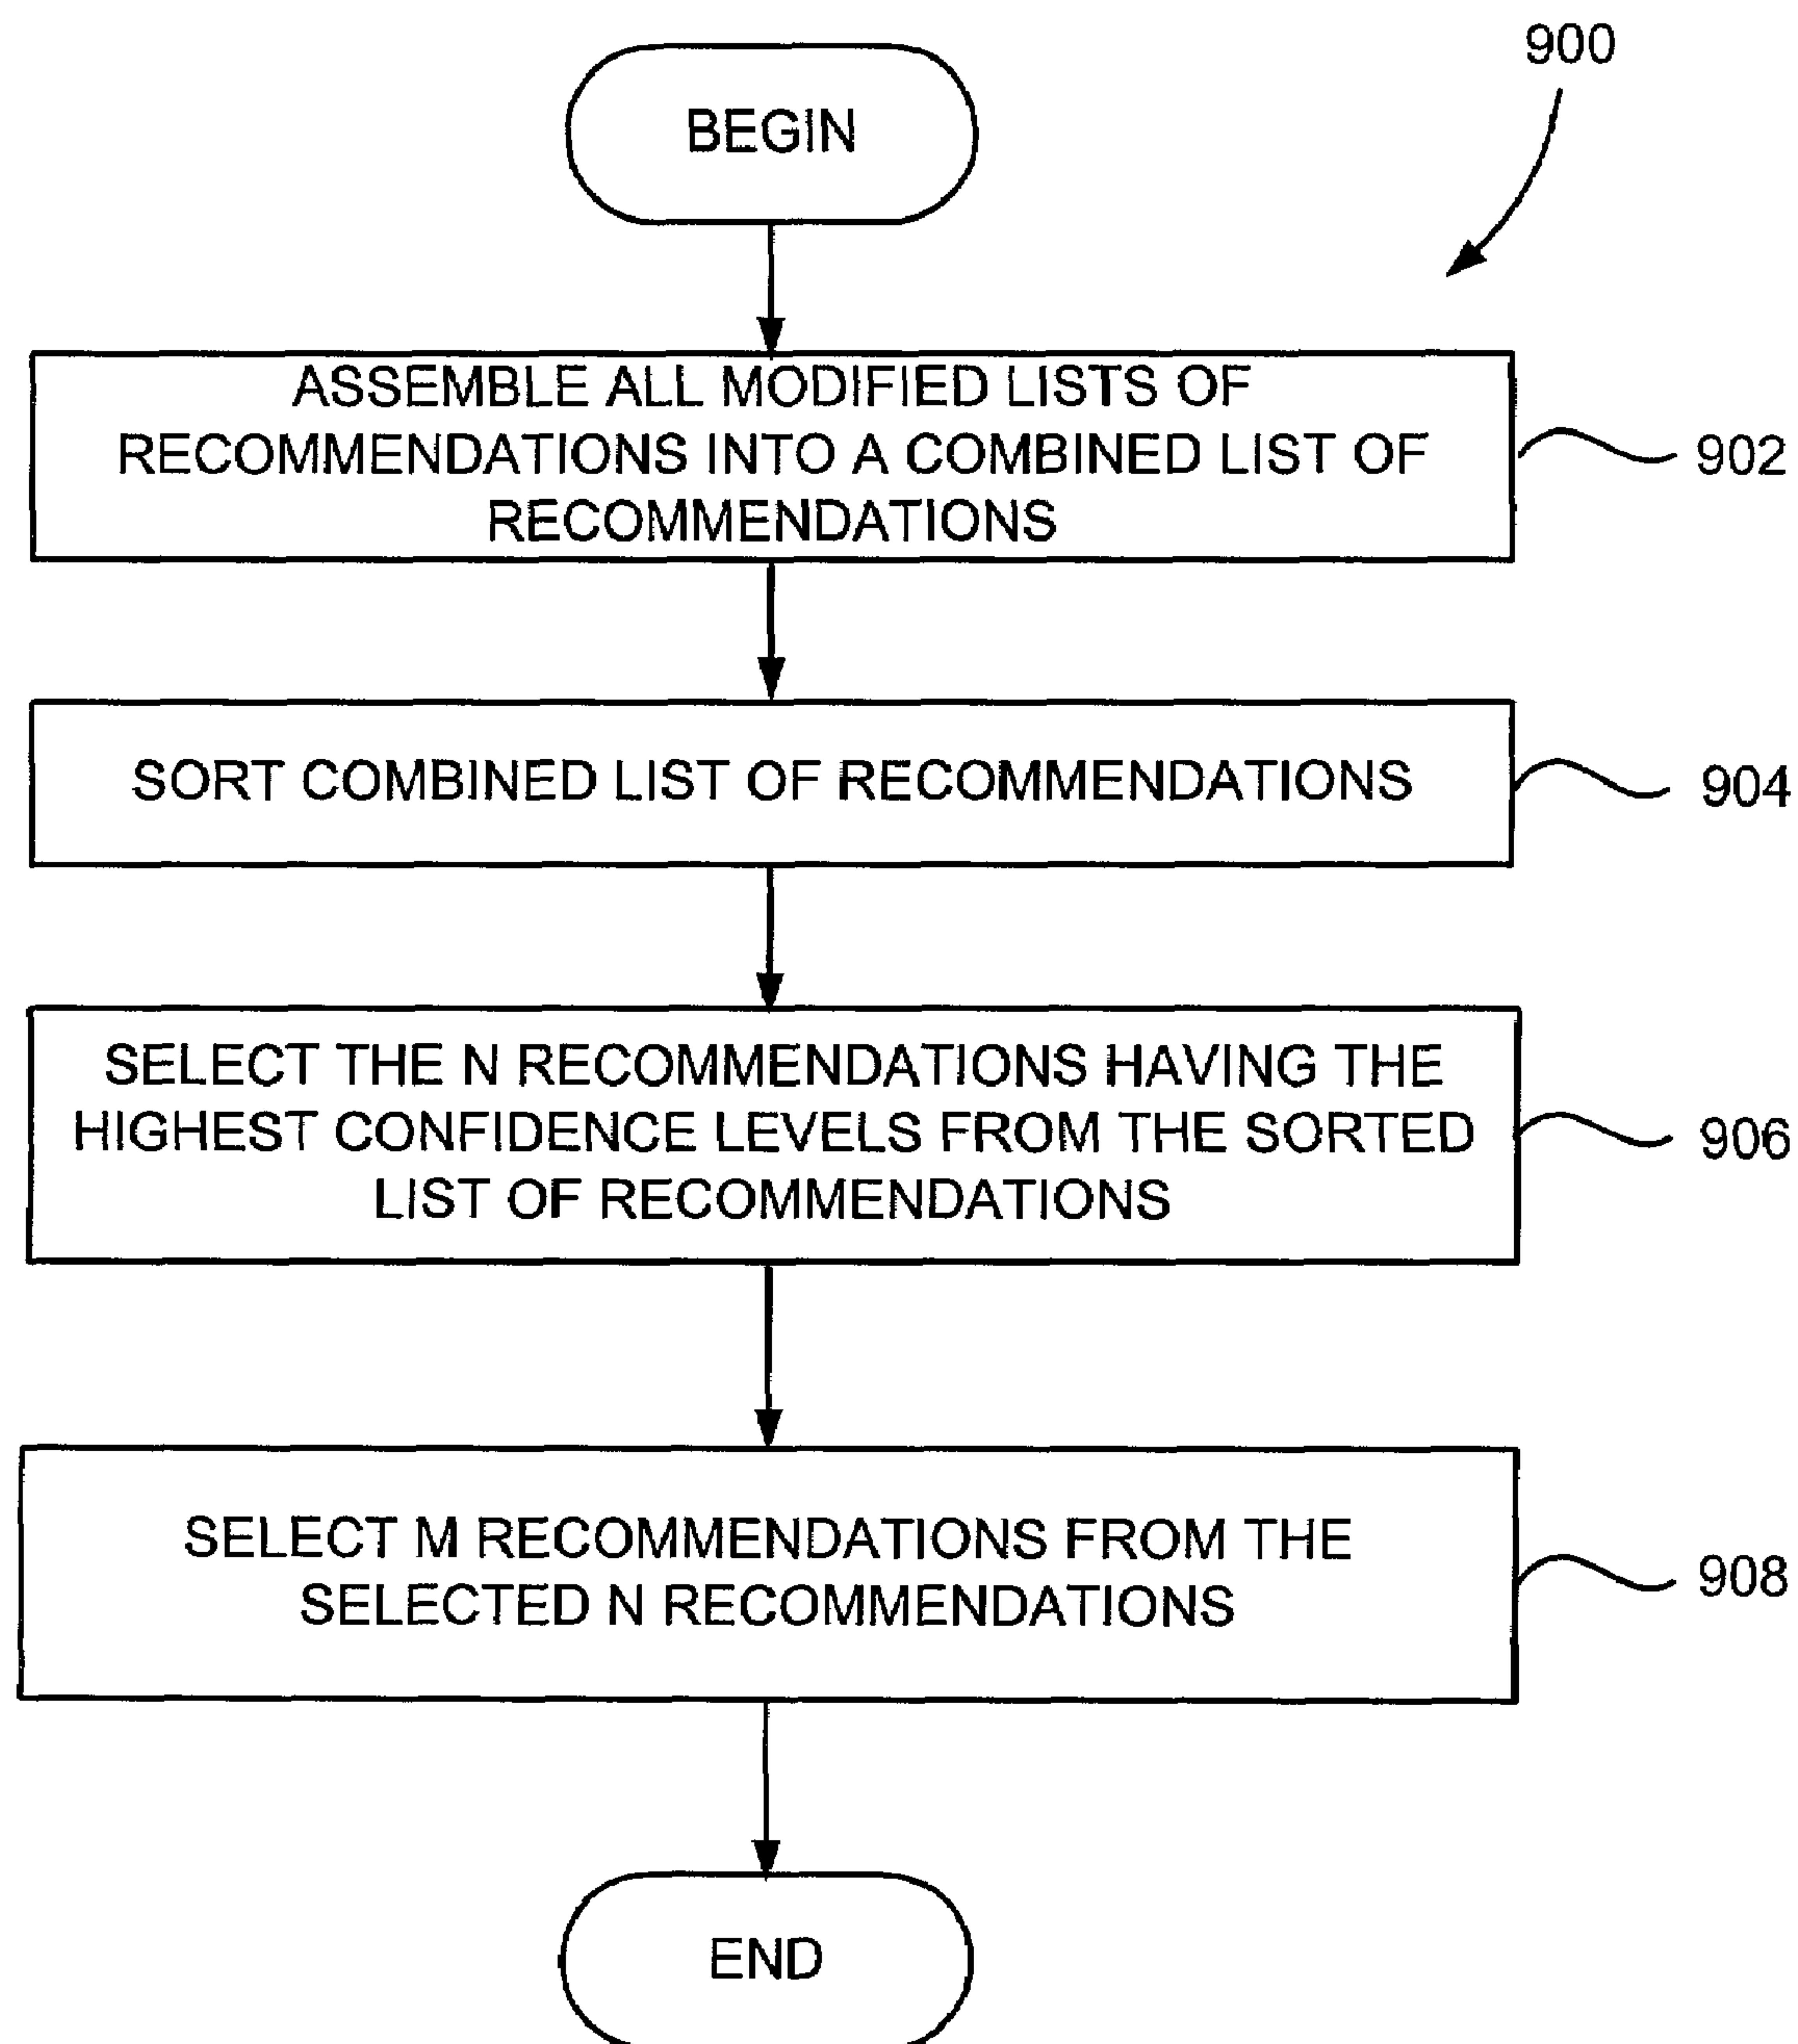 900
BEGIN
ASSEMBLE ALL MODIFIED LISTS OF
RECOMMENDATIONS INTO A COMBINED LIST OF
RECOMMENDATIONS
902
SORT COMBINED LIST OF RECOMMENDATIONS
904
SELECT THE N RECOMMENDATIONS HAVING THE
HIGHEST CONFIDENCE LEVELS FROM THE SORTED
LIST OF RECOMMENDATIONS
906
SELECT M RECOMMENDATIONS FROM THE
SELECTED N RECOMMENDATIONS
908
END